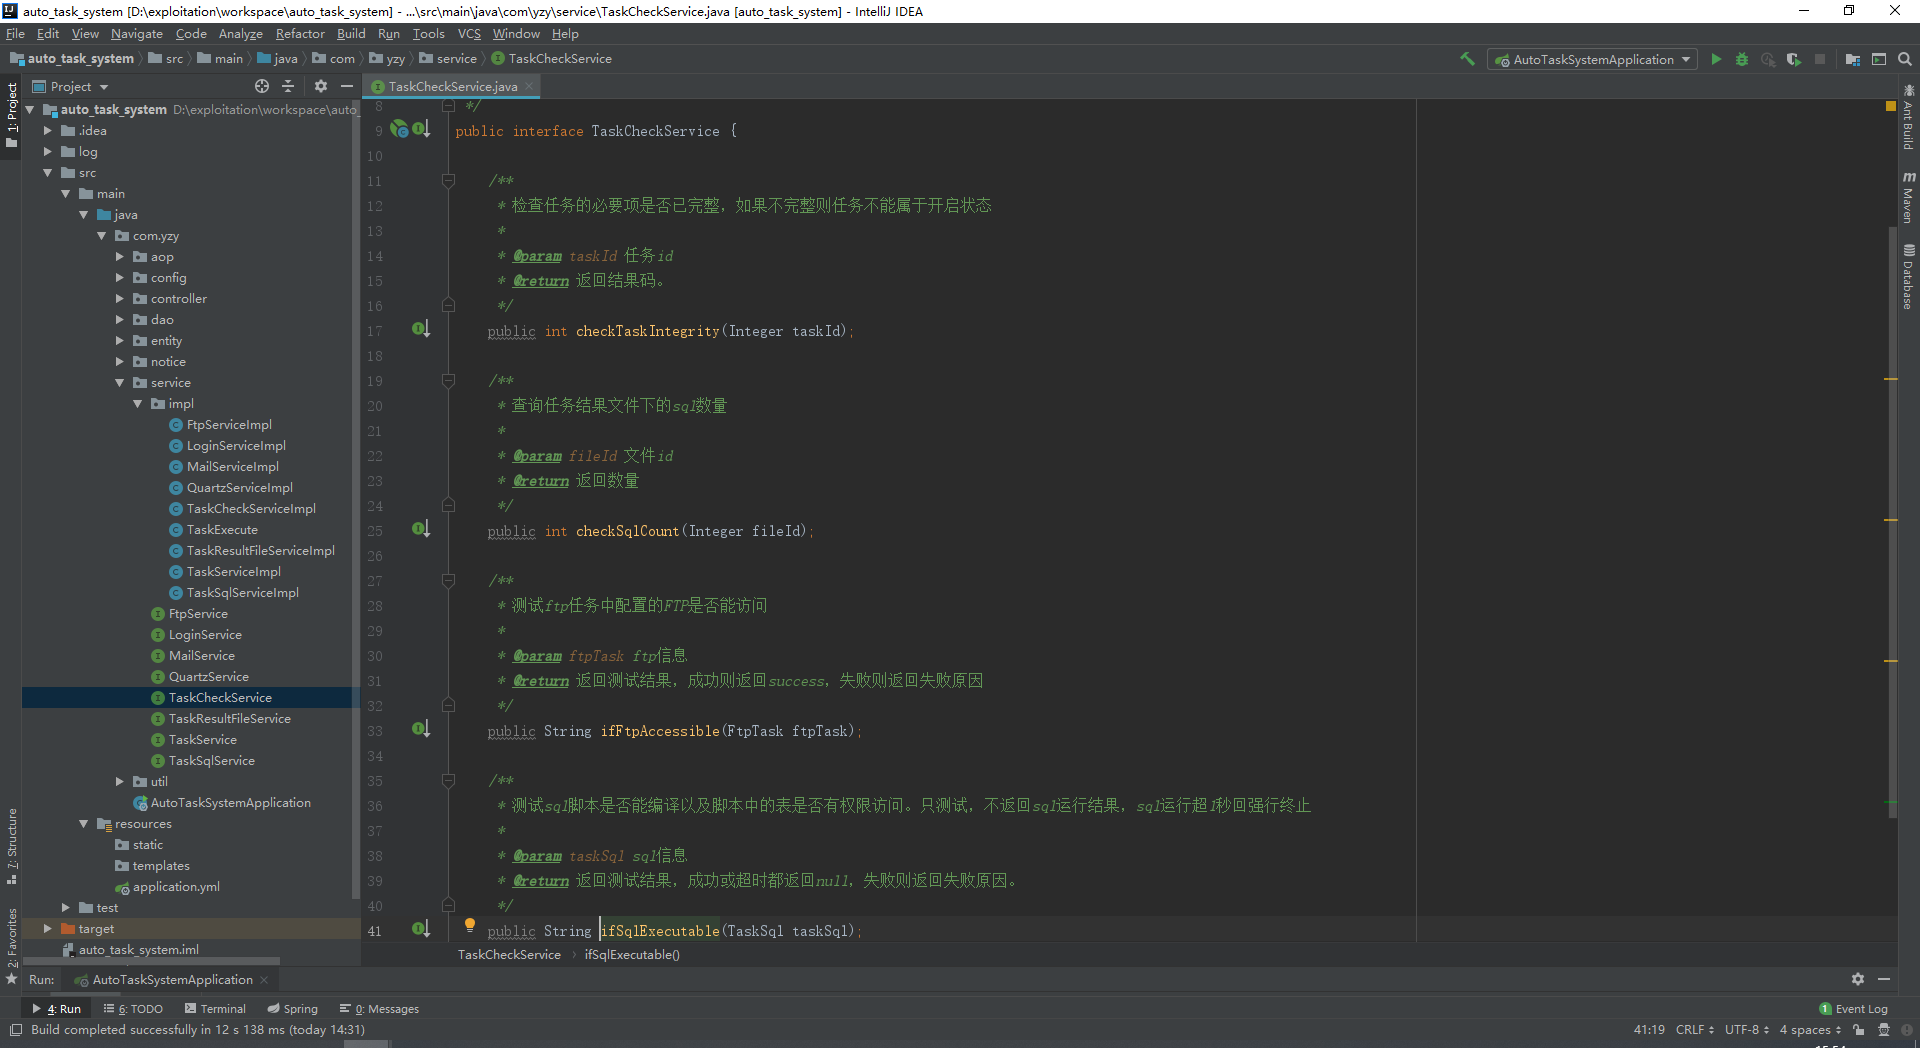 auto_task_system [D:\exploitation\workspace\auto_task_system] - ...\src\main\java\com\yzy\service\TaskCheckService.java [auto_task_system] - IntelliJ IDEA
File Edit View Navigate Code Analyze Refactor Build Run Tools VCS Window Help
auto_task_system src main java com yzy service TaskCheckService
AutoTaskSystemApplication
Project
TaskCheckService.java
1: Project
7: Structure
2: Favorites
auto_task_system D:\exploitation\workspace\auto_
.idea
log
src
main
java
com.yzy
aop
config
controller
dao
entity
notice
service
impl
FtpServiceImpl
LoginServiceImpl
MailServiceImpl
QuartzServiceImpl
TaskCheckServiceImpl
TaskExecute
TaskResultFileServiceImpl
TaskServiceImpl
TaskSqlServiceImpl
FtpService
LoginService
MailService
QuartzService
TaskCheckService
TaskResultFileService
TaskService
TaskSqlService
util
AutoTaskSystemApplication
resources
static
templates
application.yml
test
target
auto_task_system.iml
8 */
9 public interface TaskCheckService {
10
11 /**
12 * 检查任务的必要项是否已完整，如果不完整则任务不能属于开启状态
13 *
14 * @param taskId 任务id
15 * @return 返回结果码。
16 */
17 public int checkTaskIntegrity(Integer taskId);
18
19 /**
20 * 查询任务结果文件下的sql数量
21 *
22 * @param fileId 文件id
23 * @return 返回数量
24 */
25 public int checkSqlCount(Integer fileId);
26
27 /**
28 * 测试ftp任务中配置的FTP是否能访问
29 *
30 * @param ftpTask ftp信息
31 * @return 返回测试结果，成功则返回success，失败则返回失败原因
32 */
33 public String ifFtpAccessible(FtpTask ftpTask);
34
35 /**
36 * 测试sql脚本是否能编译以及脚本中的表是否有权限访问。只测试，不返回sql运行结果，sql运行超1秒回强行终止
37 *
38 * @param taskSql sql信息
39 * @return 返回测试结果，成功或超时都返回null，失败则返回失败原因。
40 */
41 public String ifSqlExecutable(TaskSql taskSql);
TaskCheckService ifSqlExecutable()
Ant Build
Maven
Database
Run: AutoTaskSystemApplication
4: Run 6: TODO Terminal Spring 0: Messages
1 Event Log
Build completed successfully in 12 s 138 ms (today 14:31)
41:19 CRLF UTF-8 4 spaces